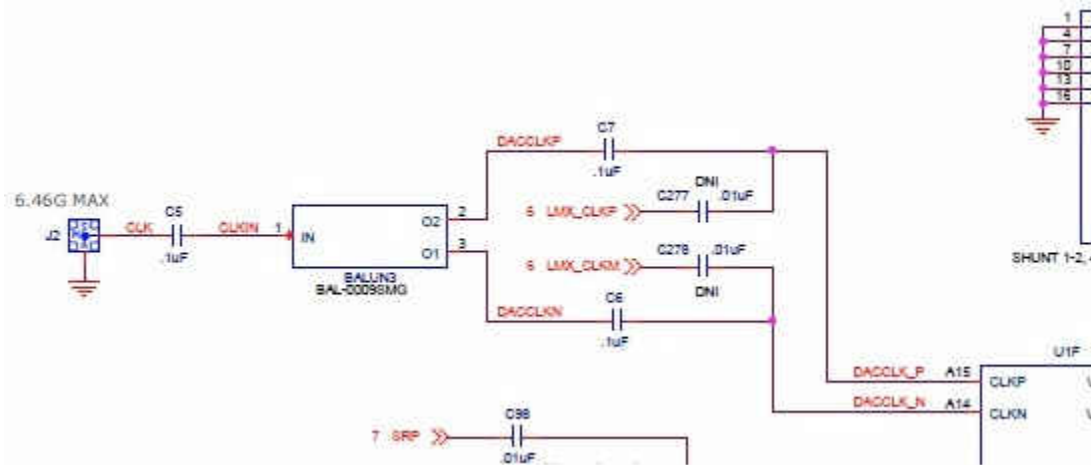 1
4
7
10
13
16
C7
DACCLKP
.1uF
6.46G MAX
DNI
C277 .01uF
6 LMX_CLKP
C5
J2
CLK
CLKIN
1
IN
O2
2
.1uF
O1
3
C278 .01uF
6 LMX_CLKM
DNI
SHUNT 1-2,
BALUN3
BAL-0009SMG
C6
DACCLKN
.1uF
U1F
DACCLK_P A15
CLKP
DACCLK_N A14
CLKN
C98
7 SRP
.01uF